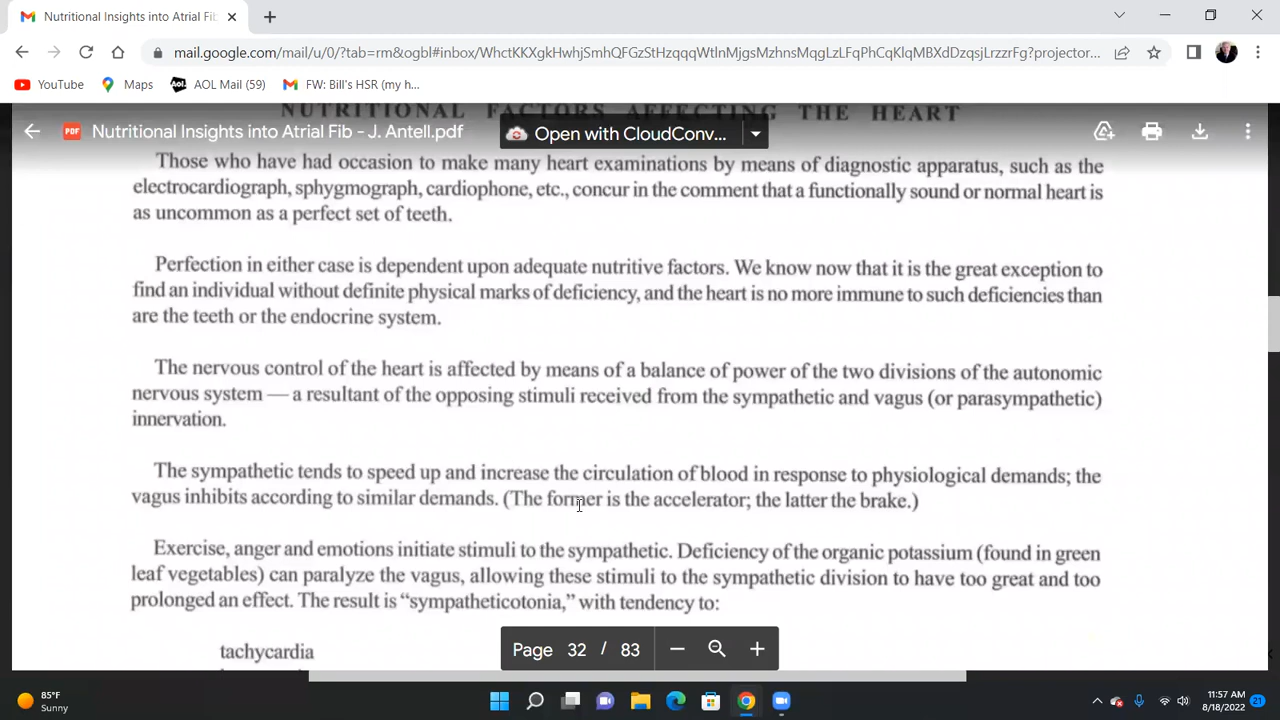 Nutritional Insights into Atrial Fib
mail.google.com/mail/u/0/?tab=rm&ogbl#inbox/WhctKKXgkHwhjSmhQFGzStHzqqqWtlnMjgsMzhnsMqgLzLFqPhCqKlqMBXdDzqsjLrzzrFg?projector...
YouTube Maps AOL Mail (59) FW: Bill's HSR (my h...
NUTRITIONAL FACTORS AFFECTING THE HEART
PDF Nutritional Insights into Atrial Fib - J. Antell.pdf Open with CloudConv...
Those who have had occasion to make many heart examinations by means of diagnostic apparatus, such as the
electrocardiograph, sphygmograph, cardiophone, etc., concur in the comment that a functionally sound or normal heart is
as uncommon as a perfect set of teeth.
Perfection in either case is dependent upon adequate nutritive factors. We know now that it is the great exception to
find an individual without definite physical marks of deficiency, and the heart is no more immune to such deficiencies than
are the teeth or the endocrine system.
The nervous control of the heart is affected by means of a balance of power of the two divisions of the autonomic
nervous system — a resultant of the opposing stimuli received from the sympathetic and vagus (or parasympathetic)
innervation.
The sympathetic tends to speed up and increase the circulation of blood in response to physiological demands; the
vagus inhibits according to similar demands. (The former is the accelerator; the latter the brake.)
Exercise, anger and emotions initiate stimuli to the sympathetic. Deficiency of the organic potassium (found in green
leaf vegetables) can paralyze the vagus, allowing these stimuli to the sympathetic division to have too great and too
prolonged an effect. The result is “sympatheticotonia,” with tendency to:
tachycardia
Page 32 / 83
85°F
Sunny
11:57 AM
8/18/2022
21